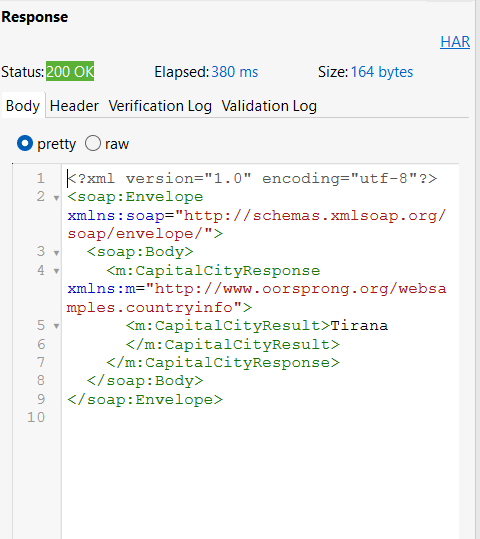 Response
HAR
Status: 200 OK Elapsed: 380 ms Size: 164 bytes
Body Header Verification Log Validation Log
pretty raw
1 <?xml version="1.0" encoding="utf-8"?>
2 <soap:Envelope
xmlns:soap="http://schemas.xmlsoap.org/
soap/envelope/">
3 <soap:Body>
4 <m:CapitalCityResponse
xmlns:m="http://www.oorsprong.org/websa
mples.countryinfo">
5 <m:CapitalCityResult>Tirana
6 </m:CapitalCityResult>
7 </m:CapitalCityResponse>
8 </soap:Body>
9 </soap:Envelope>
10